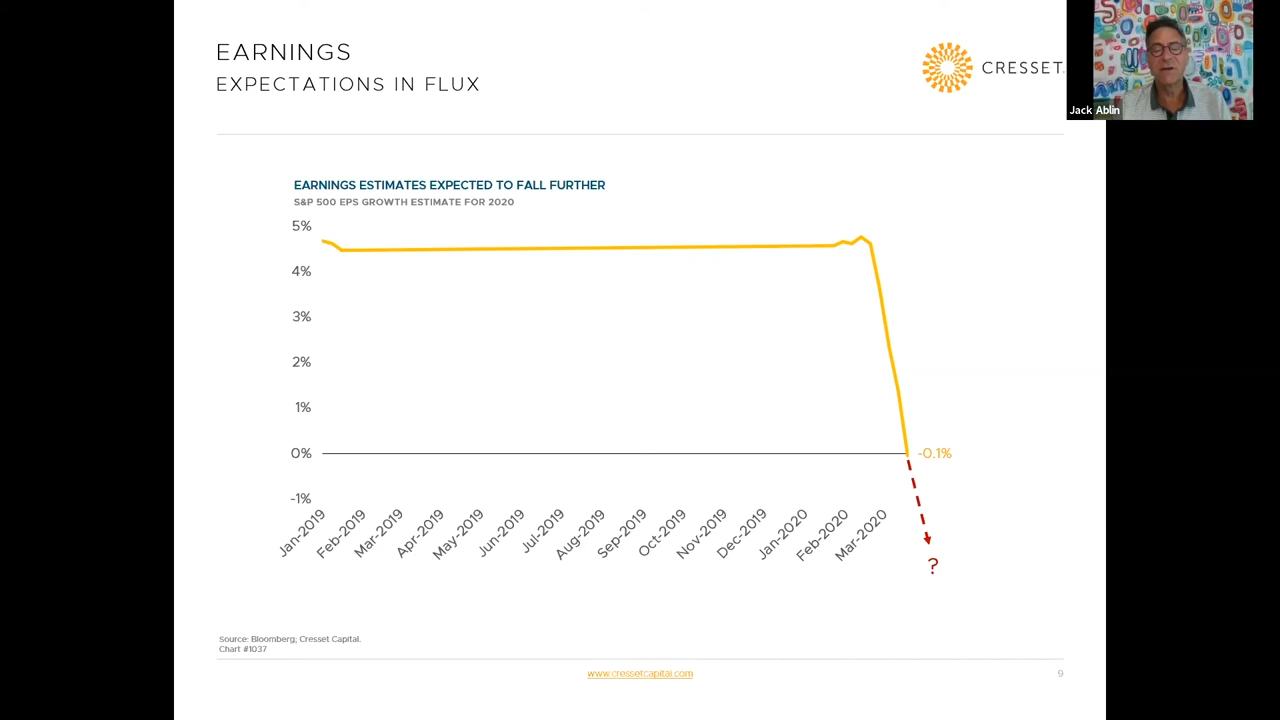 EARNINGS
EXPECTATIONS IN FLUX
CRESSET.
Jack Ablin
EARNINGS ESTIMATES EXPECTED TO FALL FURTHER
S&P 500 EPS GROWTH ESTIMATE FOR 2020
5%
4%
3%
2%
1%
0%
-1%
-0.1%
Jan-2019
Feb-2019
Mar-2019
Apr-2019
May-2019
Jun-2019
Jul-2019
Aug-2019
Sep-2019
Oct-2019
Nov-2019
Dec-2019
Jan-2020
Feb-2020
Mar-2020
?
Source: Bloomberg; Cresset Capital.
Chart #1037
www.cressetcapital.com
9